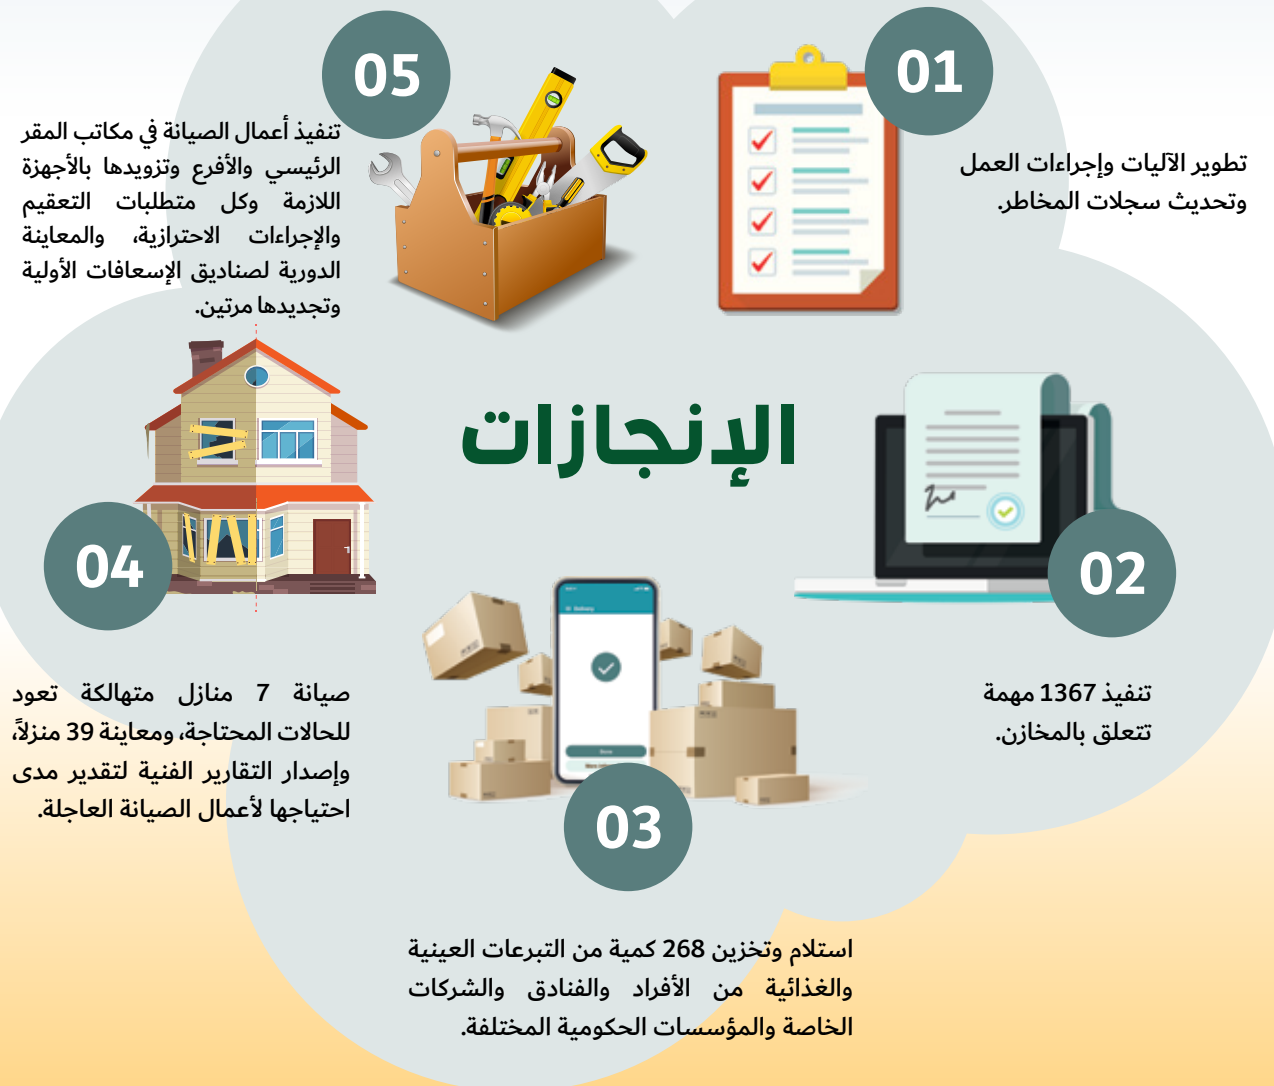 الإنجازات
01
تطوير الآليات وإجراءات العمل
وتحديث سجلات المخاطر.
02
تنفيذ 1367 مهمة
تتعلق بالمخازن.
03
استلام وتخزين 268 كمية من التبرعات العينية
والغذائية من الأفراد والفنادق والشركات
الخاصة والمؤسسات الحكومية المختلفة.
04
صيانة 7 منازل متهالكة تعود
للحالات المحتاجة، ومعاينة 39 منزلاً،
وإصدار التقارير الفنية لتقدير مدى
احتياجها لأعمال الصيانة العاجلة.
05
تنفيذ أعمال الصيانة في مكاتب المقر
الرئيسي والأفرع وتزويدها بالأجهزة
اللازمة وكل متطلبات التعقيم
والإجراءات الاحترازية، والمعاينة
الدورية لصناديق الإسعافات الأولية
وتجديدها مرتين.